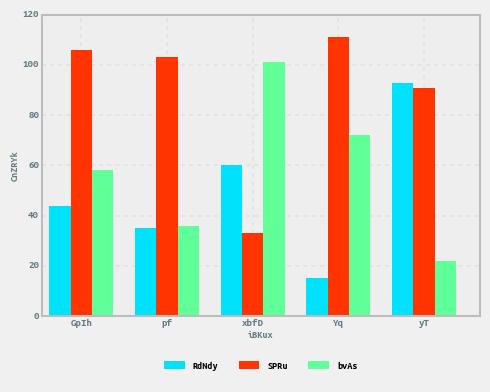 120
100
80
60
40
20
0
CnZRYk
GpIh pf xbfD Yq yT
iBKux
RdNdy SPRu bvAs